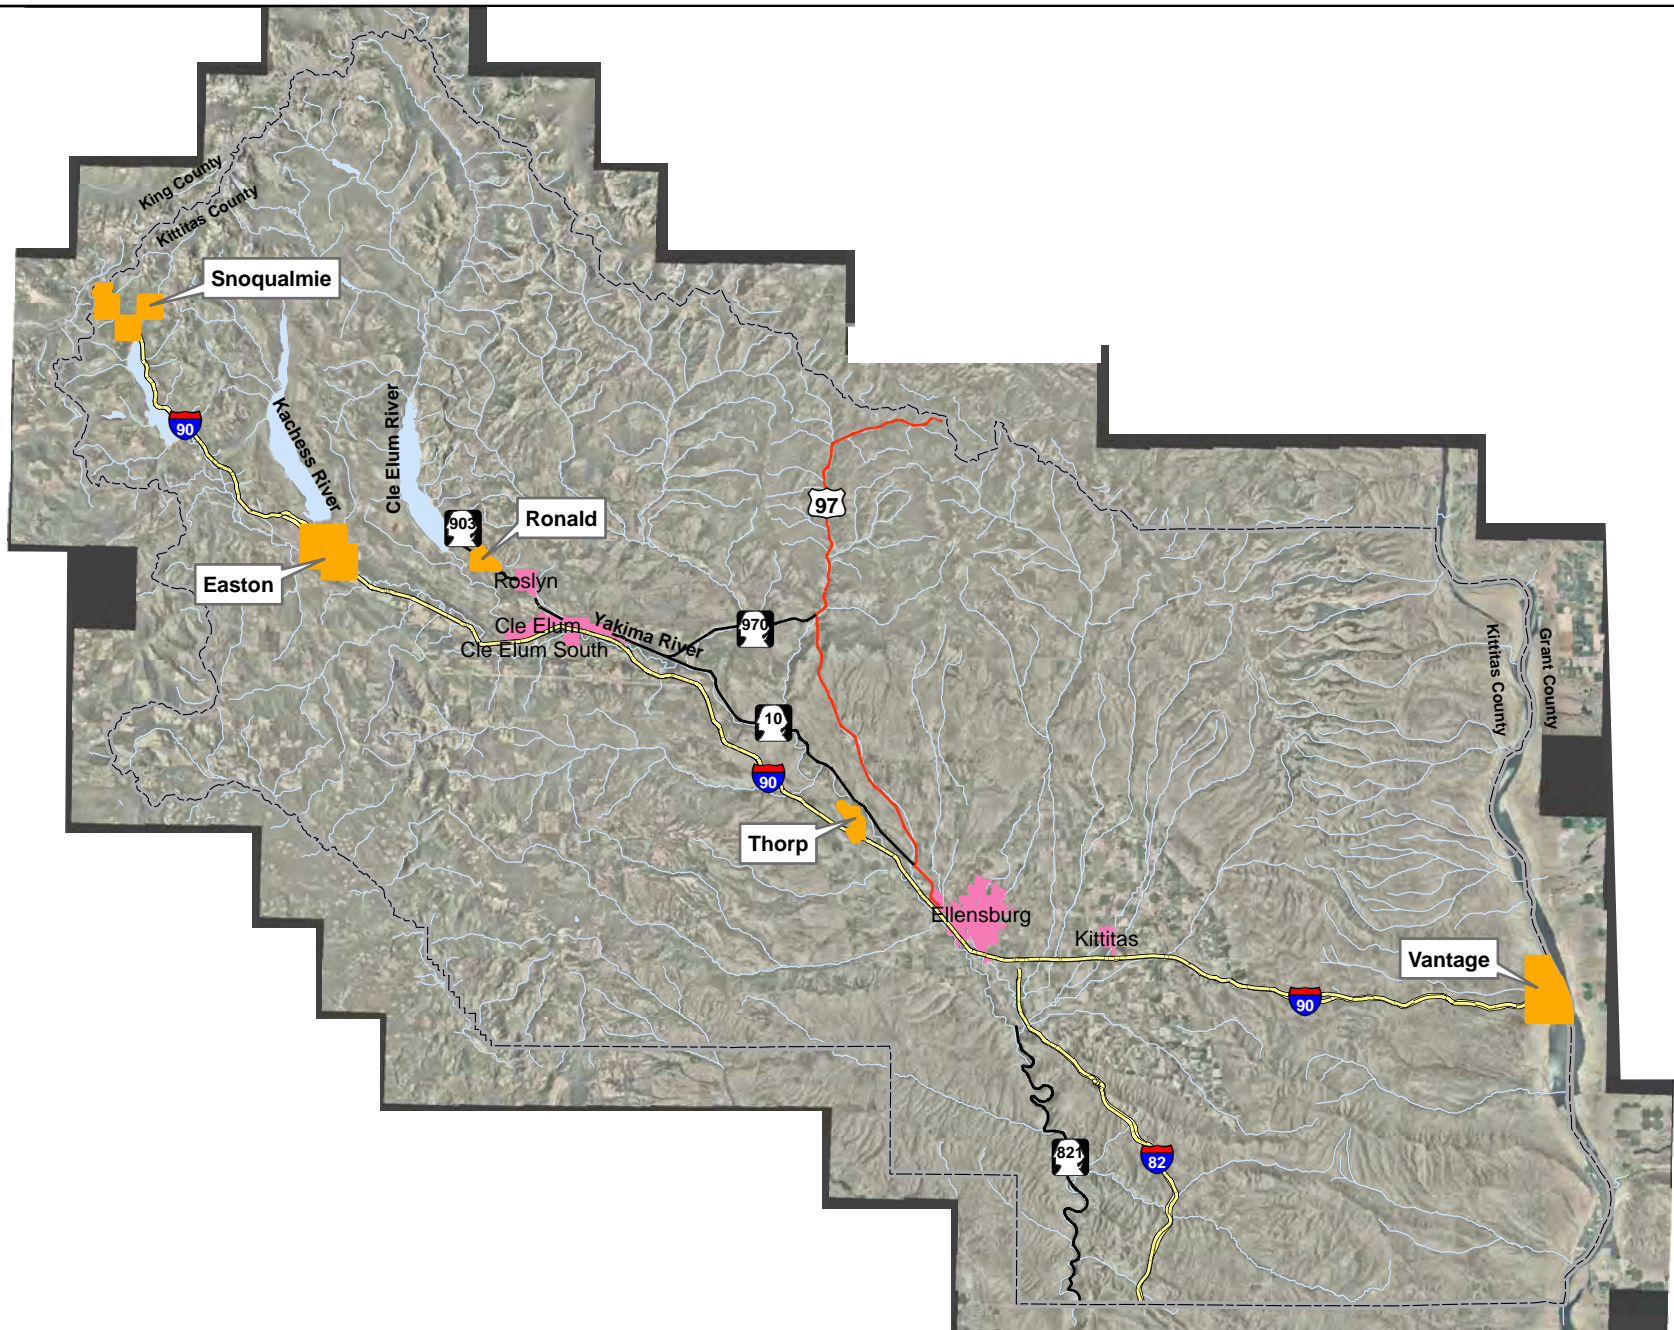 King County
Kittitas County
Snoqualmie
90
Kachess River
Cle Elum River
97
903
Ronald
Easton
Roslyn
Cle Elum
Yakima River
970
Cle Elum South
Kittitas County
Grant County
10
90
Thorp
Ellensburg
Kittitas
Vantage
90
821
82